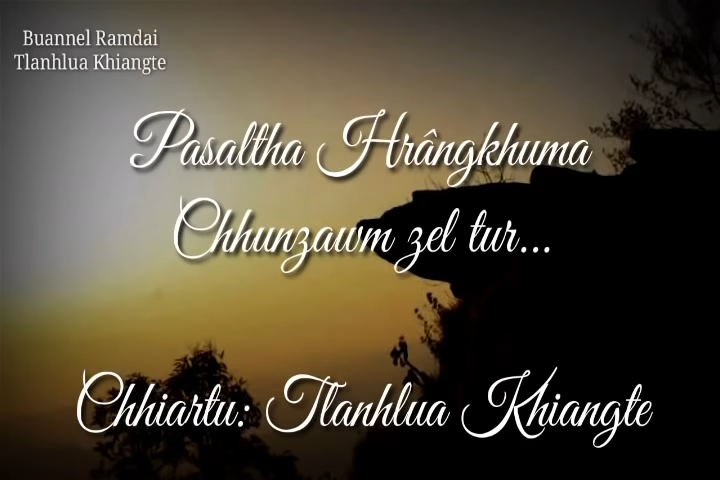 Buannel Ramdai
Tlanhlua Khiangte
Pasaltha Hrângkhuma
Chhunzawm zel tur...
Chhiartu: Tlanhlua Khiangte